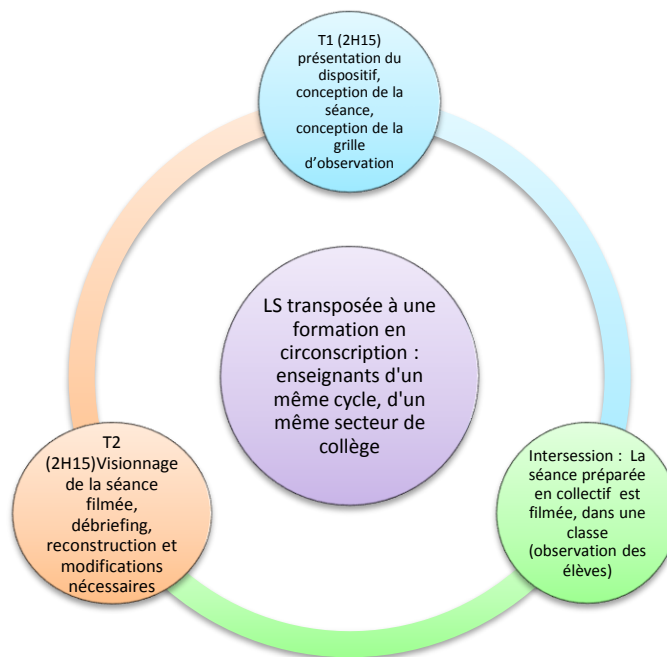 T1 (2H15)
présentation du
dispositif,
conception de la
séance,
conception de la
grille
d'observation
LS transposée à une
formation en
circonscription :
enseignants d'un
même cycle, d'un
même secteur de
collège
T2
(2H15)Visionnage
de la séance
filmée,
débriefing,
reconstruction et
modifications
nécessaires
Intersession : La
séance préparée
en collectif est
filmée, dans une
classe
(observation des
élèves)